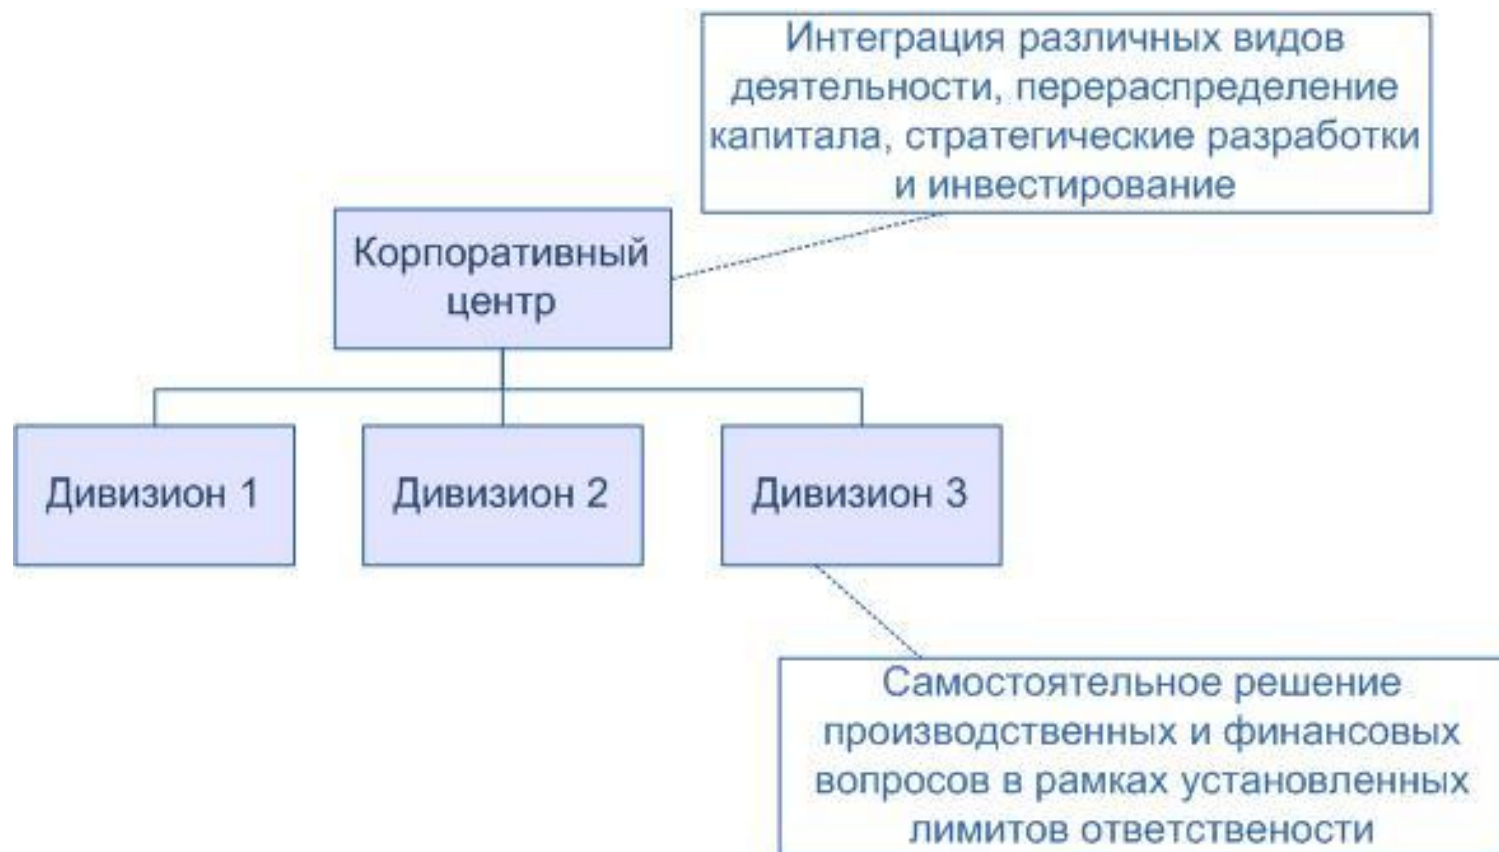 Интеграция различных видов
деятельности, перераспределение
капитала, стратегические разработки
и инвестирование
Корпоративный
центр
Дивизион 1
Дивизион 2
Дивизион 3
Самостоятельное решение
производственных и финансовых
вопросов в рамках установленных
лимитов ответствености